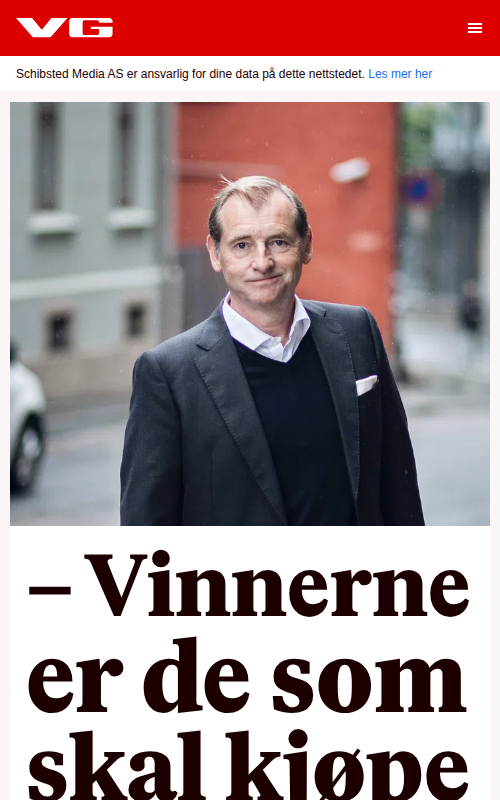 VG
Schibsted Media AS er ansvarlig for dine data på dette nettstedet. Les mer her
– Vinnerne
er de som
skal kjøpe